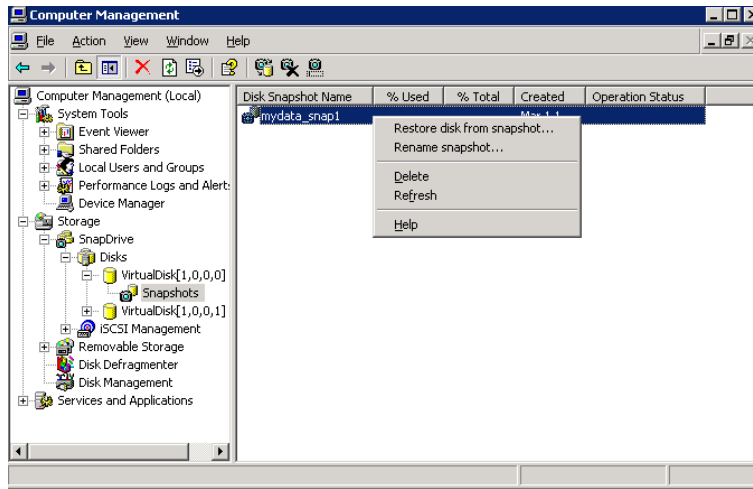 Computer Management
File Action View Window Help
Computer Management (Local)
System Tools
Event Viewer
Shared Folders
Local Users and Groups
Performance Logs and Alert
Device Manager
Storage
SnapDrive
Disks
VirtualDisk[1,0,0,0]
Snapshots
VirtualDisk[1,0,0,1]
iSCSI Management
Removable Storage
Disk Defragmenter
Disk Management
Services and Applications
Disk Snapshot Name % Used % Total Created Operation Status
mydata_snap1
Restore disk from snapshot...
Rename snapshot...
Delete
Refresh
Help